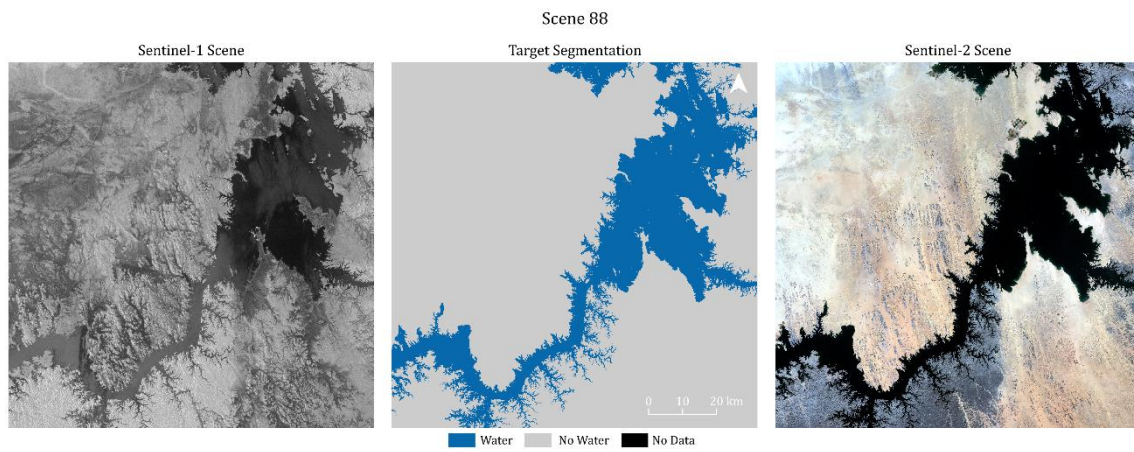 Scene 88
Sentinel-1 Scene
Target Segmentation
Sentinel-2 Scene
0 10 20 km
Water
No Water
No Data